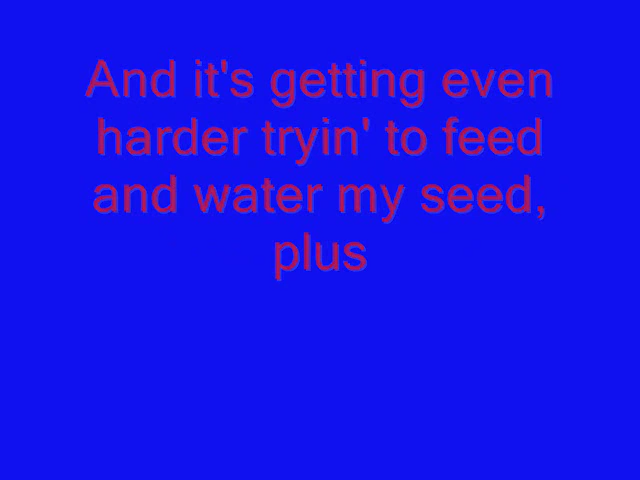 And it's getting even
harder tryin' to feed
and water my seed,
plus